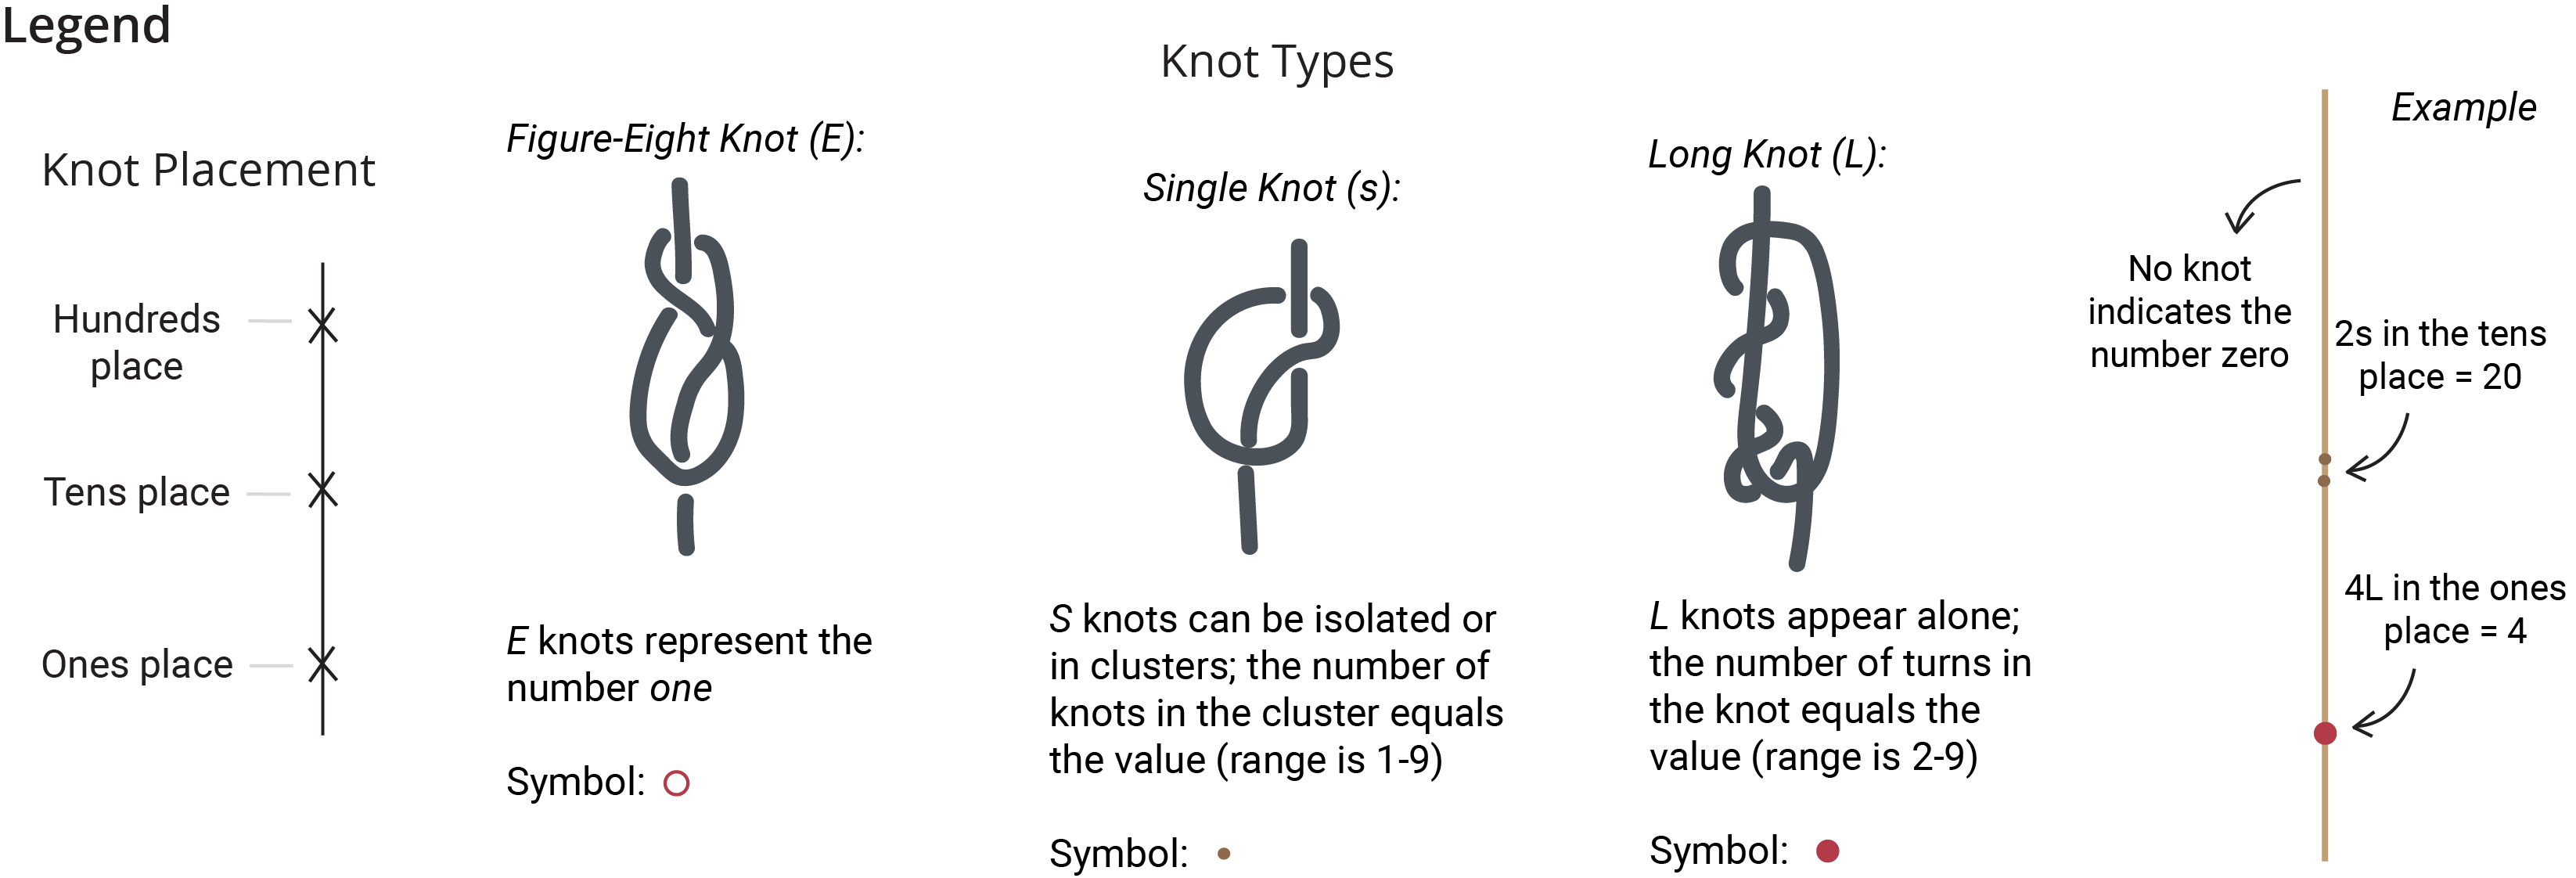 Legend
Knot Types
Knot Placement
Hundreds
place
Tens place
Ones place
Figure-Eight Knot (E):
E knots represent the
number one
Symbol:
Single Knot (s):
S knots can be isolated or
in clusters; the number of
knots in the cluster equals
the value (range is 1-9)
Symbol:
Long Knot (L):
L knots appear alone;
the number of turns in
the knot equals the
value (range is 2-9)
Symbol:
Example
No knot
indicates the
number zero
2s in the tens
place = 20
4L in the ones
place = 4